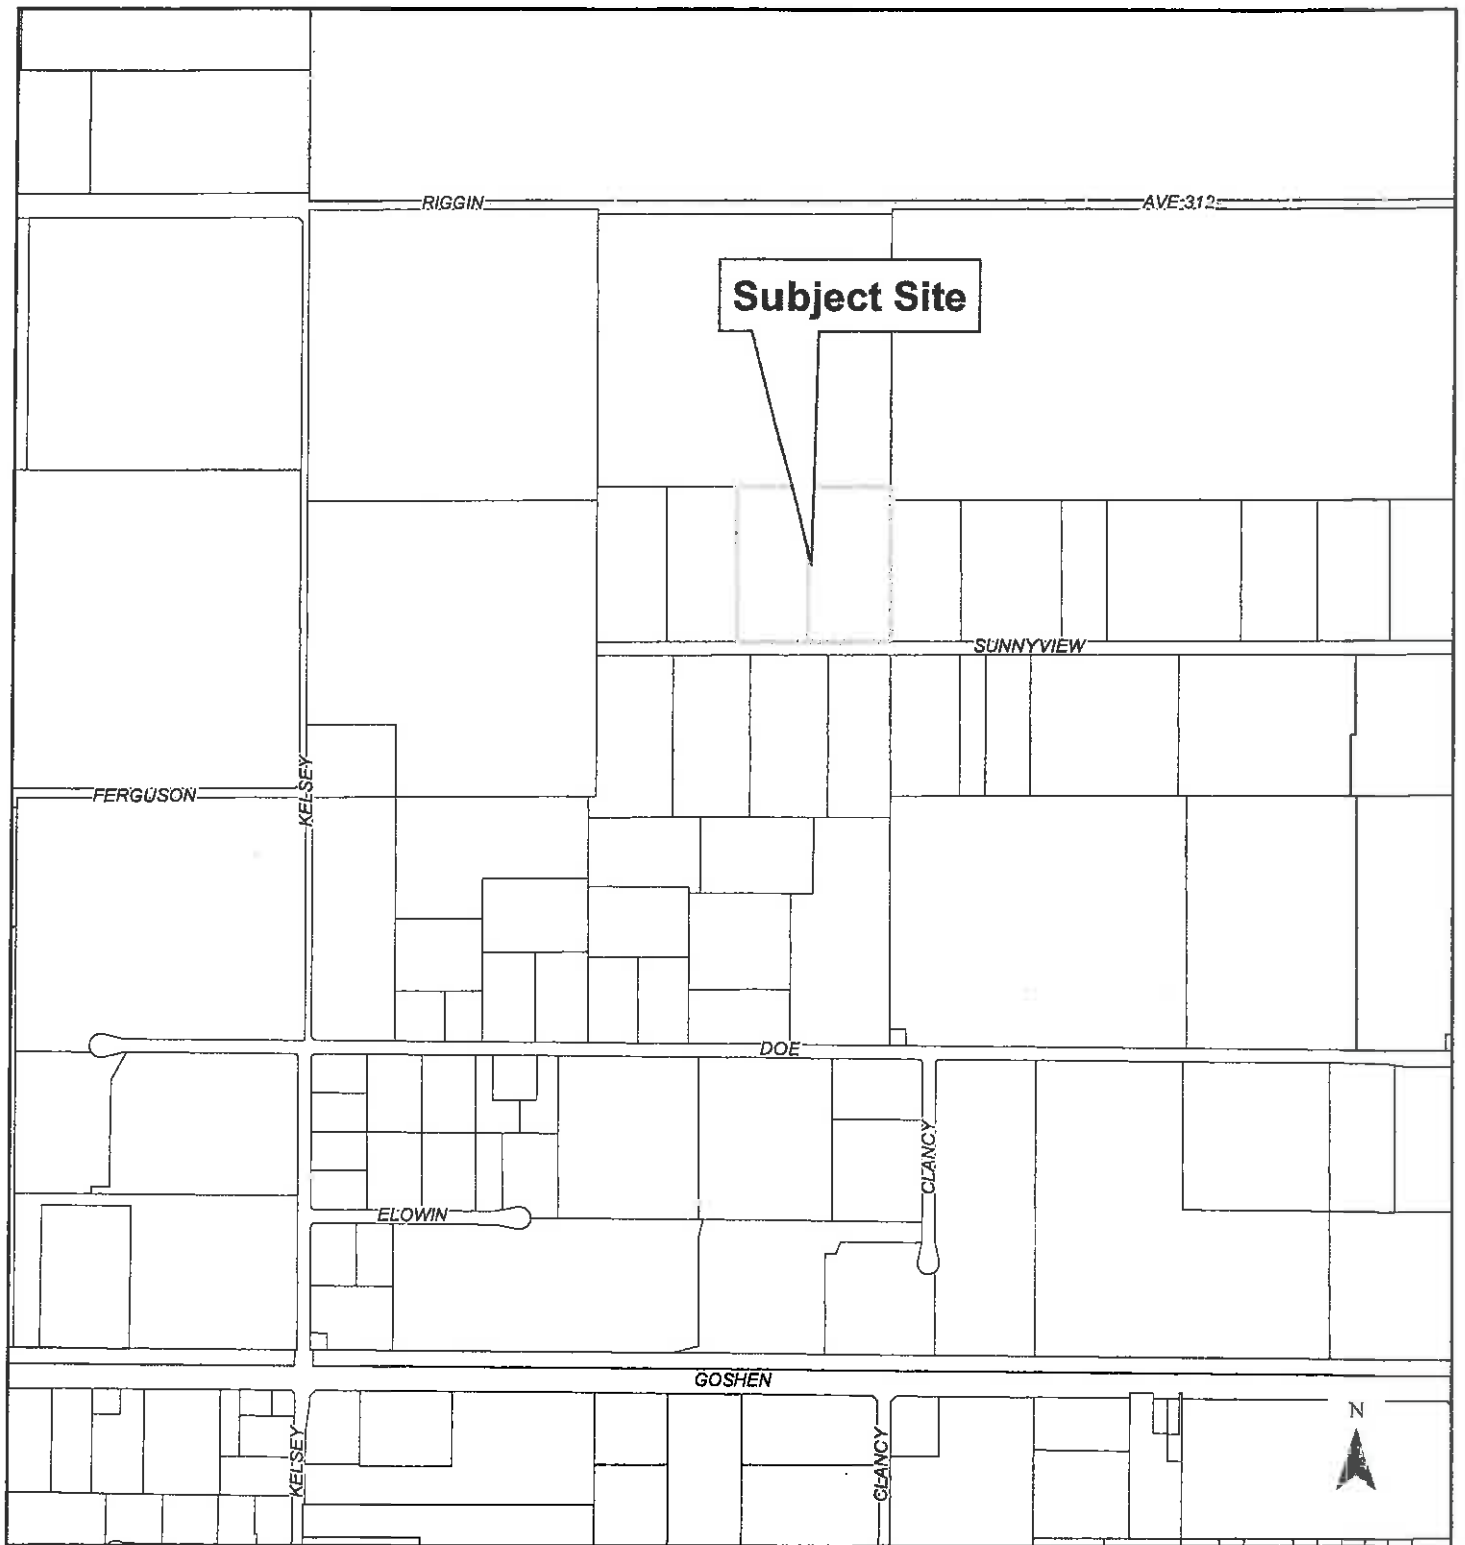 RIGGIN
AVE 312
Subject Site
SUNNYVIEW
KELSEY
FERGUSON
DOE
CLANCY
ELOWIN
GOSHEN
N
KELSEY
CLANCY